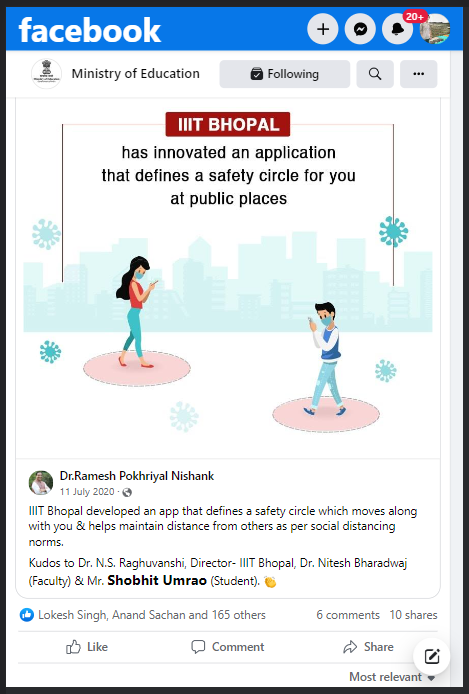 facebook
20+
Ministry of Education
Following
IIIT BHOPAL
has innovated an application
that defines a safety circle for you
at public places
Dr.Ramesh Pokhriyal Nishank
11 July 2020 ·
IIIT Bhopal developed an app that defines a safety circle which moves along
with you & helps maintain distance from others as per social distancing
norms.
Kudos to Dr. N.S. Raghuvanshi, Director- IIIT Bhopal, Dr. Nitesh Bharadwaj
(Faculty) & Mr. Shobhit Umrao (Student). 👏
Lokesh Singh, Anand Sachan and 165 others 6 comments 10 shares
Like Comment Share
Most relevant